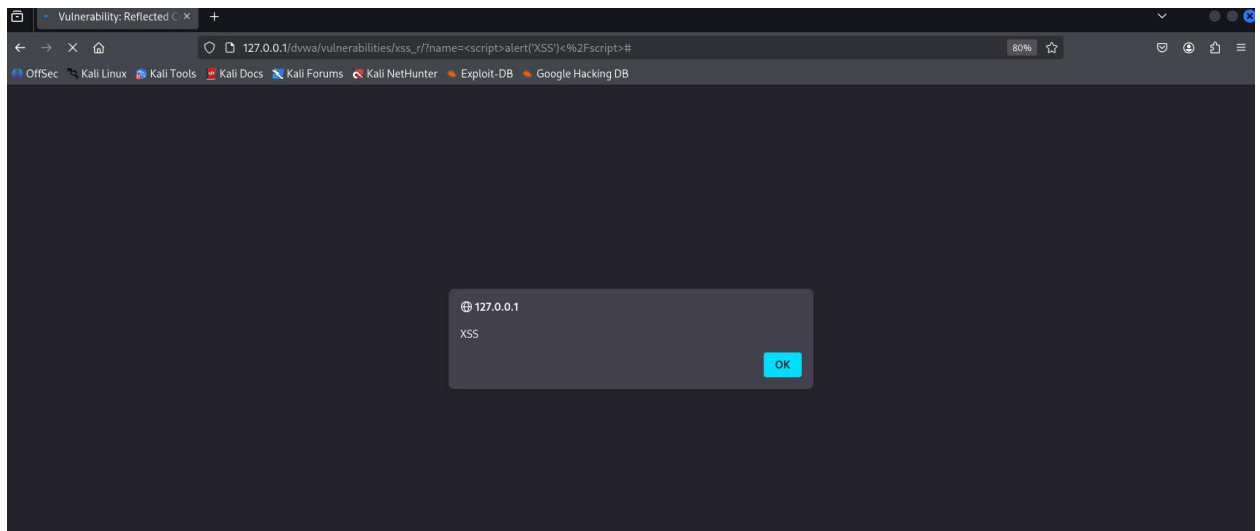 Vulnerability: Reflected C
127.0.0.1/dvwa/vulnerabilities/xss_r/?name=<script>alert('XSS')<%2Fscript>#
80%
OffSec Kali Linux Kali Tools Kali Docs Kali Forums Kali NetHunter Exploit-DB Google Hacking DB
127.0.0.1
XSS
OK